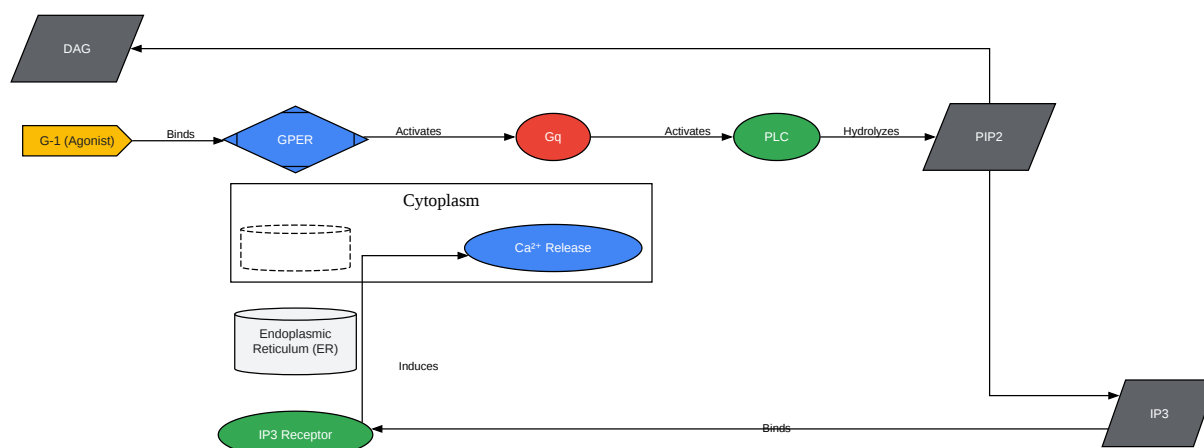 DAG
G-1 (Agonist)
Binds
GPER
Activates
Gq
Activates
PLC
Hydrolyzes
PIP2
Cytoplasm
Ca²⁺ Release
Endoplasmic
Reticulum (ER)
Induces
IP3 Receptor
Binds
IP3